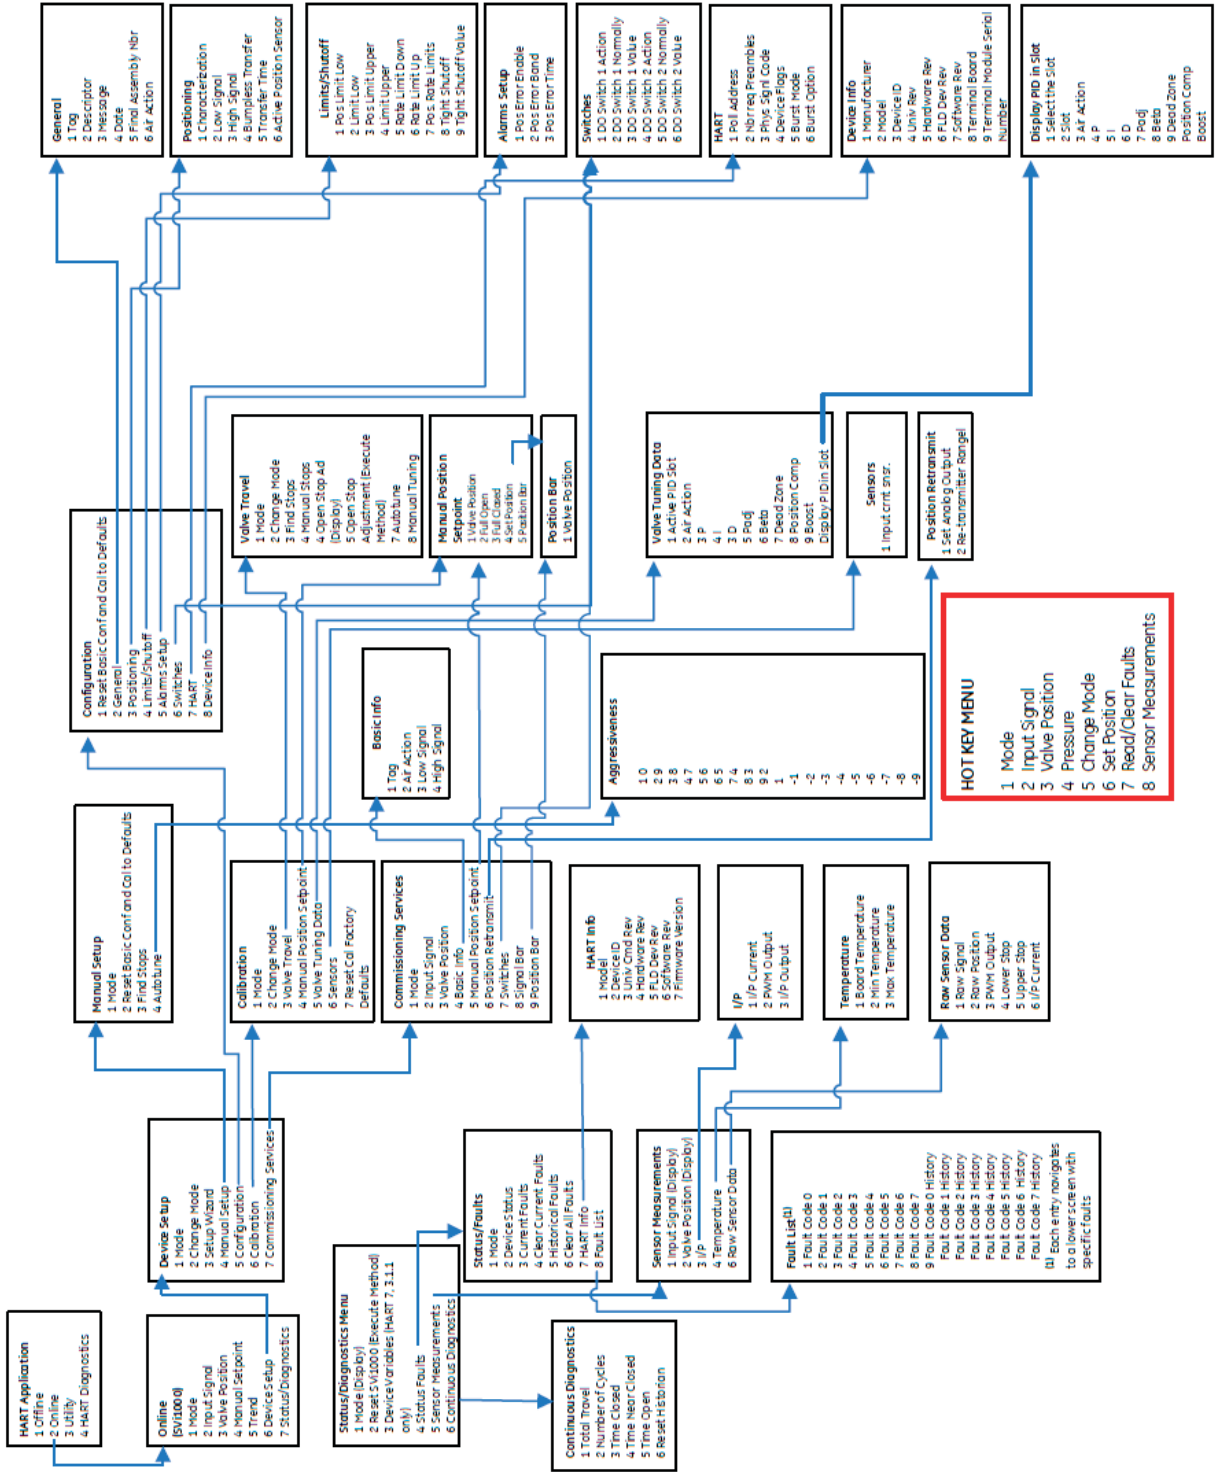 HART Application
1 Offline
2 Online
3 Utility
4 HART Diagnostics
Online
(SVi1000)
1 Mode
2 Input Signal
3 Valve Position
4 Manual Setpoint
5 Trend
6 Device Setup
7 Status/Diagnostics
Device Setup
1 Mode
2 Change Mode
3 Setup Wizard
4 Manual Setup
5 Configuration
6 Calibration
7 Commissioning Services
Manual Setup
1 Mode
2 Reset Basic conf and Cal to Defaults
3 Find Stops
4 Autotune
Configuration
1 Reset Basic Conf and Cal to Defaults
2 General
3 Positioning
4 Limits/Shutoff
5 Alarms Setup
6 Switches
7 HART
8 Device Info
General
1 Tag
2 Descriptor
3 Message
4 Date
5 Final Assembly Nbr
6 Air Action
Positioning
1 Characterization
2 Low Signal
3 High Signal
4 Bumpless Transfer
5 Transfer Time
6 Active Position Sensor
Limits/Shutoff
1 Pos Limit Low
2 Limit Low
3 Pos Limit Upper
4 Limit Upper
5 Rate Limit Down
6 Rate Limit Up
7 Pos. Rate Limits
8 Tight Shutoff
9 Tight Shutoff Value
Alarms Setup
1 Pos Error Enable
2 Pos Error Band
3 Pos Error Time
Switches
1 DO Switch 1 Action
2 DO Switch 1 Normally
3 DO Switch 1 Value
4 DO Switch 2 Action
5 DO Switch 2 Normally
6 DO Switch 2 Value
HART
1 Poll Address
2 Nbr req Preambles
3 Phys Signl Code
4 Device Flags
5 Burst Mode
6 Burst Option
Device Info
1 Manufacturer
2 Model
3 Device ID
4 Univ Rev
5 Hardware Rev
6 FLD Dev Rev
7 Software Rev
8 Terminal Board
9 Terminal Module Serial
Number
Display PID in Slot
1 Select the Slot
2 Slot
3 Air Action
4 P
5 I
6 D
7 Padj
8 Beta
9 Dead Zone
Position Comp
Boost
Calibration
1 Mode
2 Change Mode
3 Valve Travel
4 Manual Position Setpoint
5 Valve Tuning Data
6 Sensors
7 Reset Cal Factory
Defaults
Valve Travel
1 Mode
2 Change Mode
3 Find Stops
4 Manual Stops
4 Open Stop Ad
(Display)
5 Open Stop
Adjustment (Execute
Method)
7 Autotune
8 Manual Tuning
Manual Position
Setpoint
1 Valve Position
2 Full Open
3 Full Closed
4 Set Position
5 Position Bar
Position Bar
1 Valve Position
Valve Tuning Data
1 Active PID Slot
2 Air Action
3 P
4 I
3 D
5 Padj
6 Beta
7 Dead Zone
8 Position Comp
9 Boost
Display PID in Slot
Sensors
1 Input crnt snsr.
Position Retransmit
1 Set Analog Output
2 Re-transmitter Rangel
Commissioning Services
1 Mode
2 Input Signal
3 Valve Position
4 Basic Info
5 Manual Position Setpoint
6 Position Retransmit
7 Switches
8 Signal Bar
9 Position Bar
Basic Info
1 Tag
2 Air Action
3 Low Signal
4 High Signal
Aggressiveness
1 0
2 9
3 8
4 7
5 6
6 5
7 4
8 3
9 2
1
-1
-2
-3
-4
-5
-6
-7
-8
-9
Status/Diagnostics Menu
1 Mode (Display)
2 Reset SVi1000 (Execute Method)
3 Device Variables (HART 7, 3.1.1
only)
4 Status Faults
5 Sensor Measurements
6 Continuous Diagnostics
Status/Faults
1 Mode
2 Device Status
3 Current Faults
4 Clear Current Faults
5 Historical Faults
6 Clear All Faults
7 HART Info
8 Fault List
HART Info
1 Model
2 Device ID
3 Univ Cmd Rev
4 Hardware Rev
5 FLD Dev Rev
6 Software Rev
7 Firmware Version
Continuous Diagnostics
1 Total Travel
2 Number of Cycles
3 Time Closed
4 Time Near Closed
5 Time Open
6 Reset Historian
Sensor Measurements
1 Input Signal (Display)
2 Valve Position (Display)
3 I/P
4 Temperature
6 Raw Sensor Data
I/P
1 I/P Current
2 PWM Output
3 I/P Output
Temperature
1 Board Temperature
2 Min Temperature
3 Max Temperature
Raw Sensor Data
1 Raw Signal
2 Raw Position
3 PWM Output
4 Lower Stop
5 Upper Stop
6 I/P Current
Fault List(1)
1 Fault Code 0
2 Fault Code 1
3 Fault Code 2
4 Fault Code 3
5 Fault Code 4
6 Fault Code 5
7 Fault Code 6
8 Fault Code 7
9 Fault Code 0 History
Fault Code 1 History
Fault Code 2 History
Fault Code 3 History
Fault Code 4 History
Fault Code 5 History
Fault Code 6 History
Fault Code 7 History
(1) Each entry navigates
to a lower screen with
specific faults
HOT KEY MENU
1 Mode
2 Input Signal
3 Valve Position
4 Pressure
5 Change Mode
6 Set Position
7 Read/Clear Faults
8 Sensor Measurements